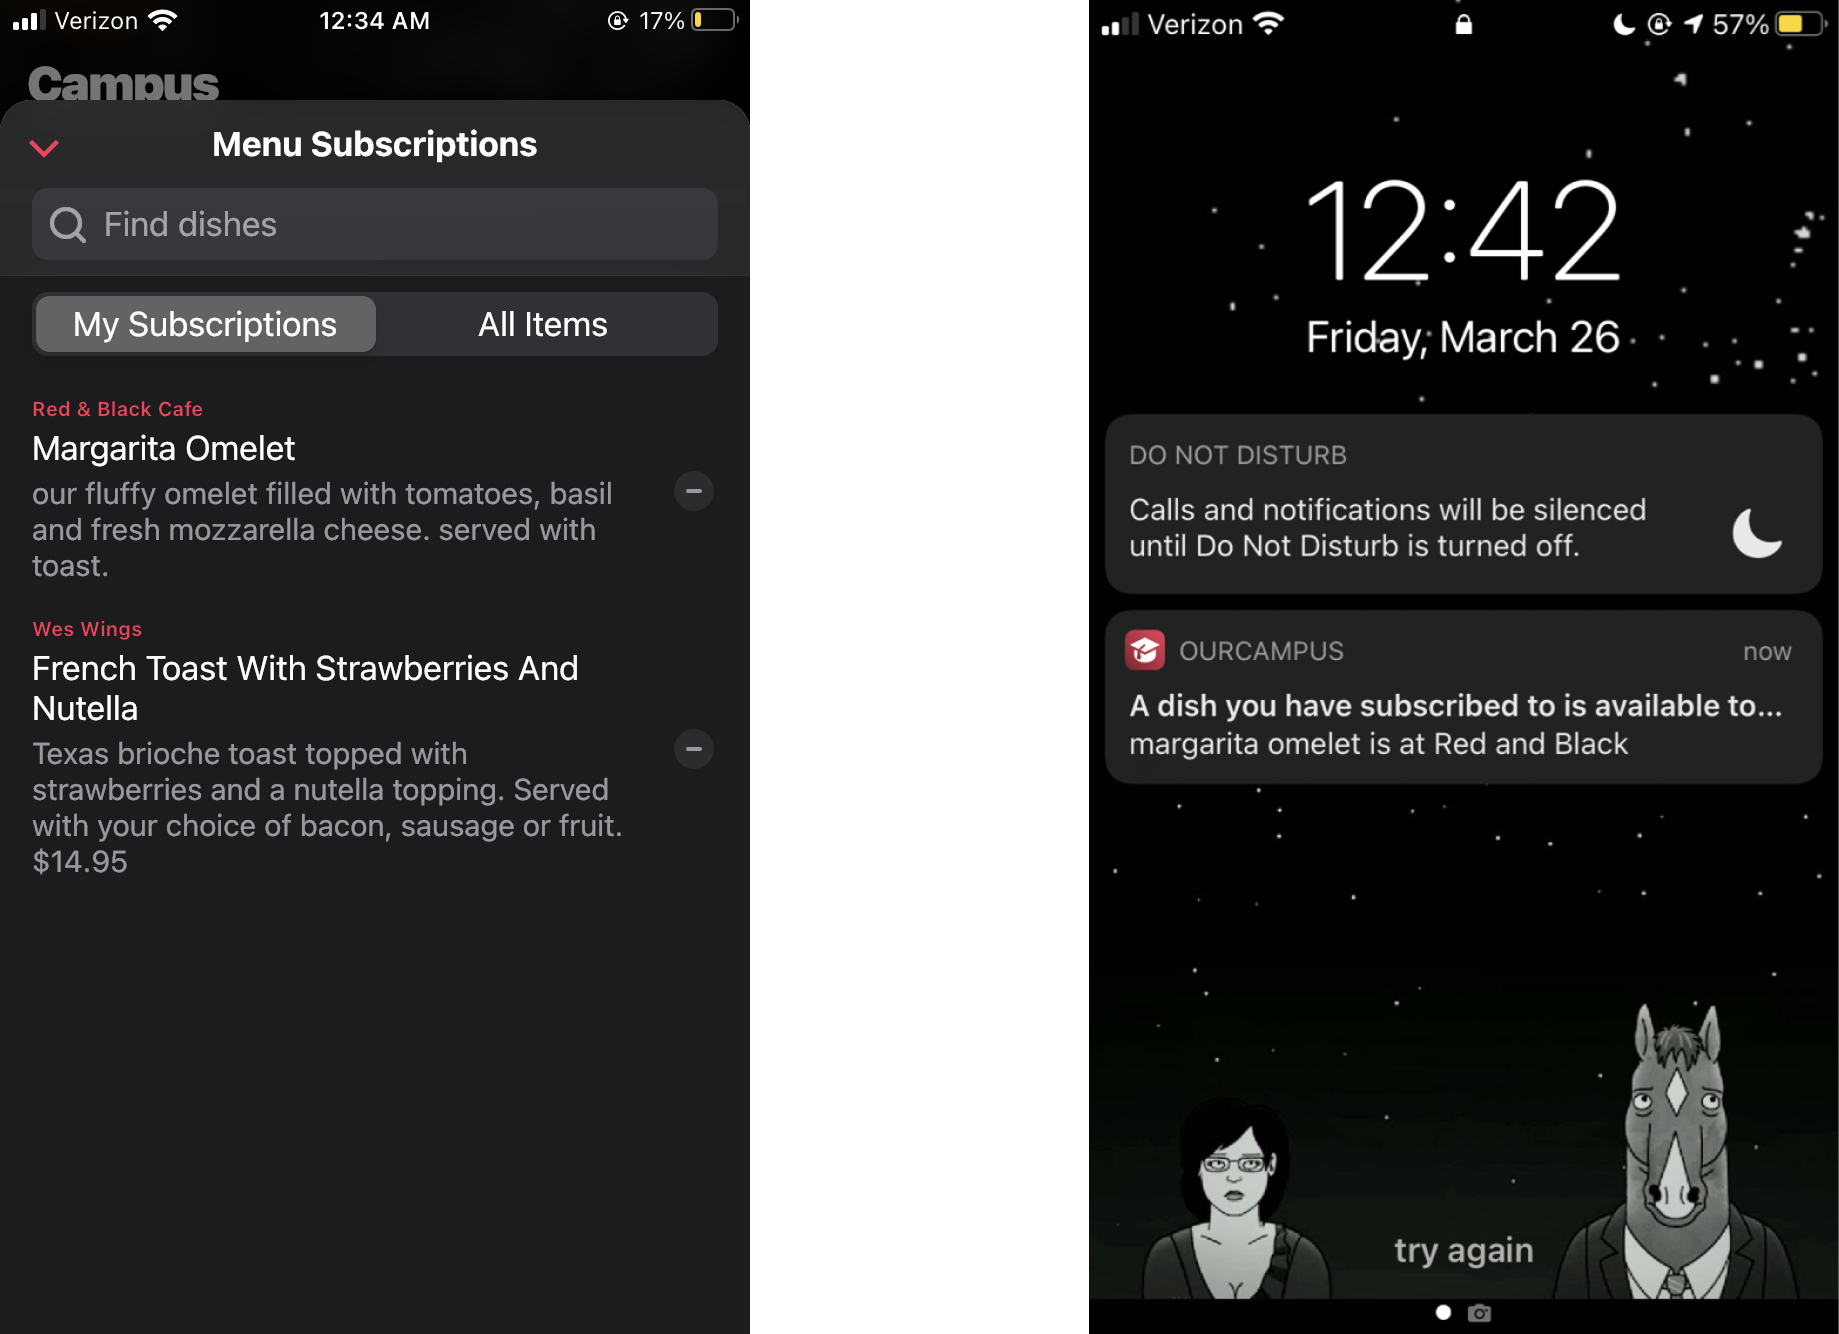 Verizon 12:34 AM 17%
Campus
Menu Subscriptions
Find dishes
My Subscriptions All Items
Red & Black Cafe
Margarita Omelet
our fluffy omelet filled with tomatoes, basil
and fresh mozzarella cheese. served with
toast.
Wes Wings
French Toast With Strawberries And
Nutella
Texas brioche toast topped with
strawberries and a nutella topping. Served
with your choice of bacon, sausage or fruit.
$14.95
Verizon 57%
12:42
Friday, March 26
DO NOT DISTURB
Calls and notifications will be silenced
until Do Not Disturb is turned off.
OURCAMPUS now
A dish you have subscribed to is available to...
margarita omelet is at Red and Black
try again